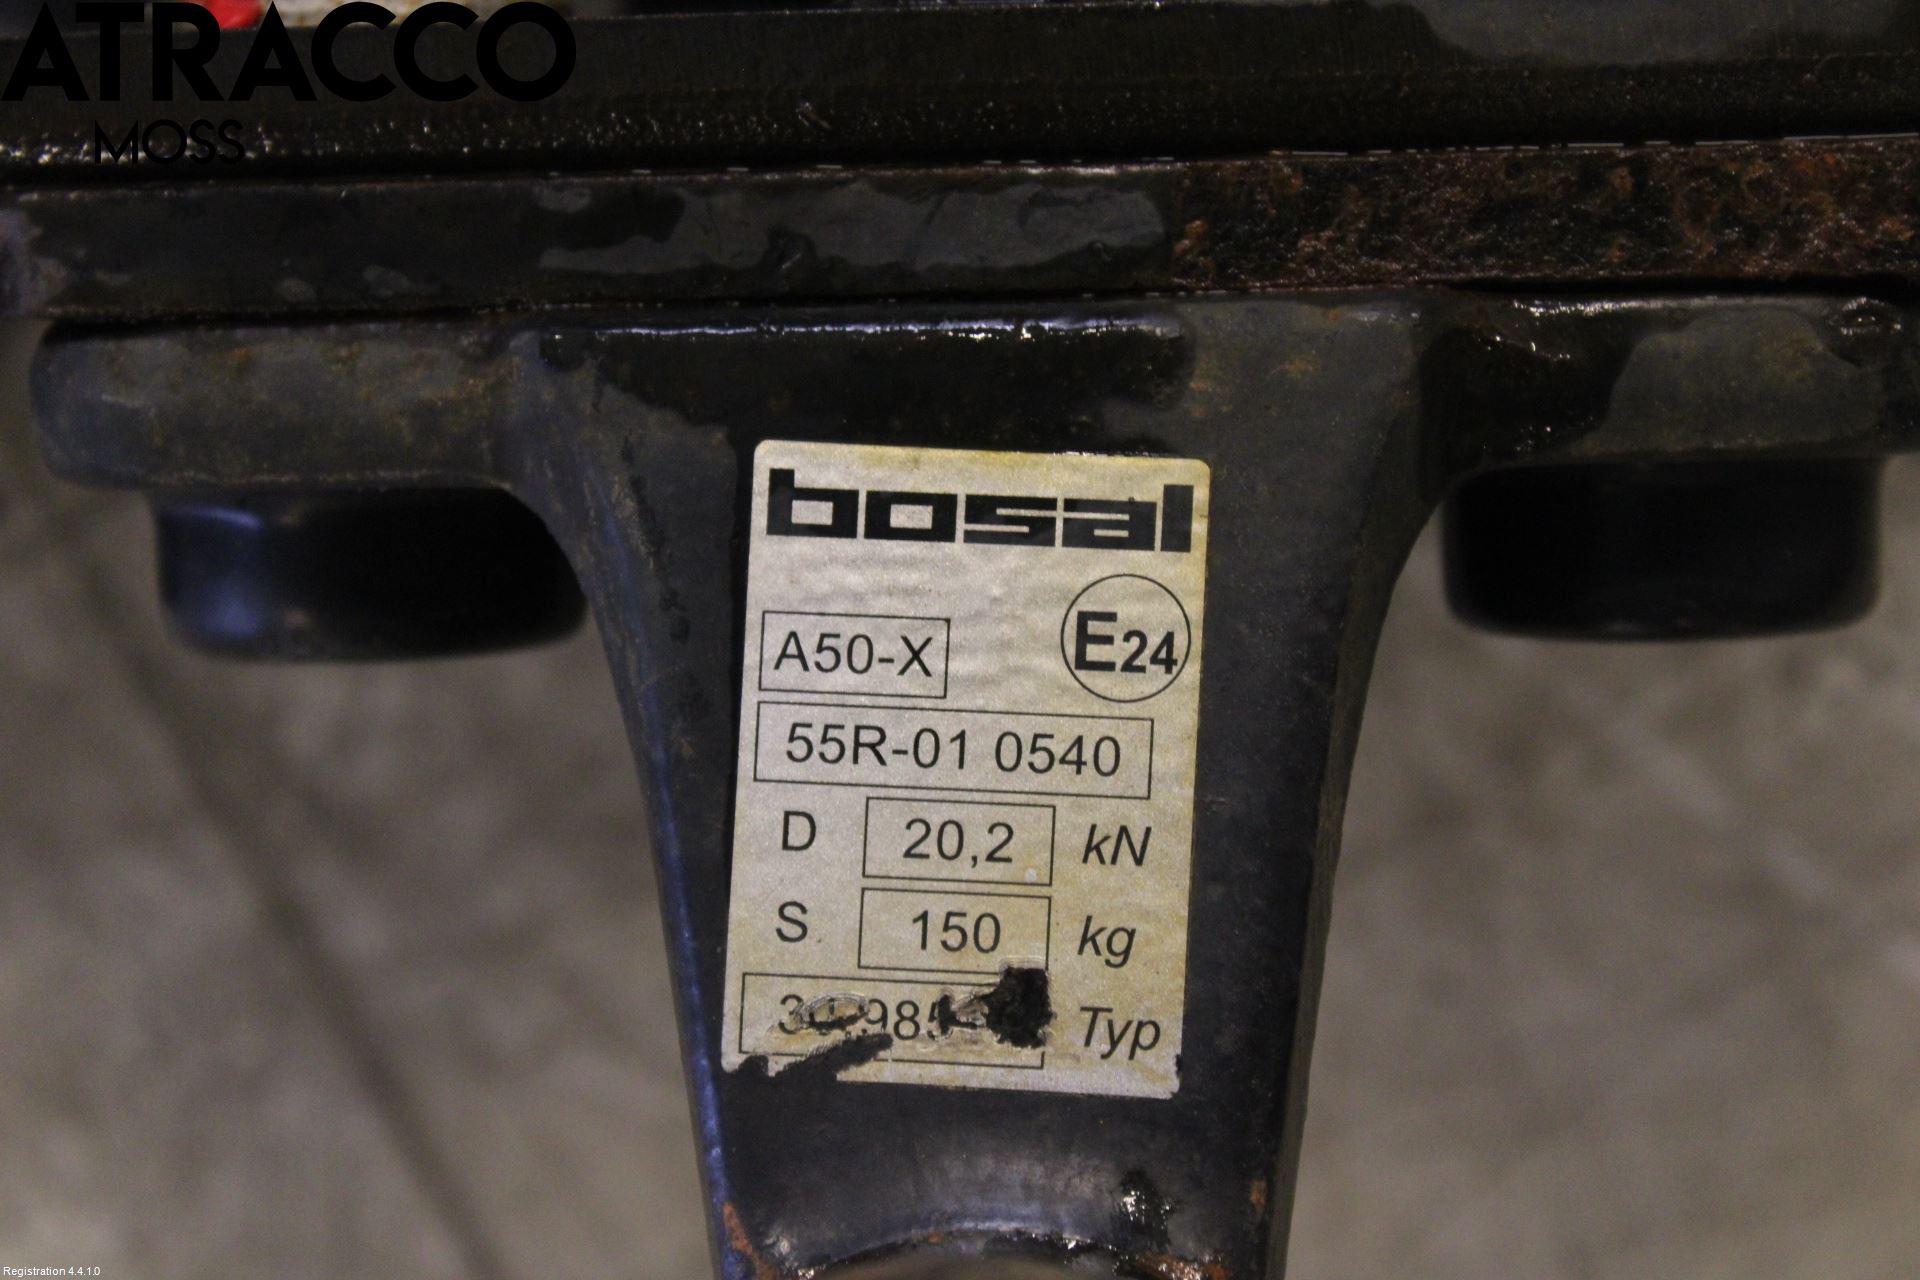 ATRACCO
MOSS
bosal
A50-X
E24
55R-01 0540
D 20,2 kN
S 150 kg
Typ
Registration 4.4.1.0